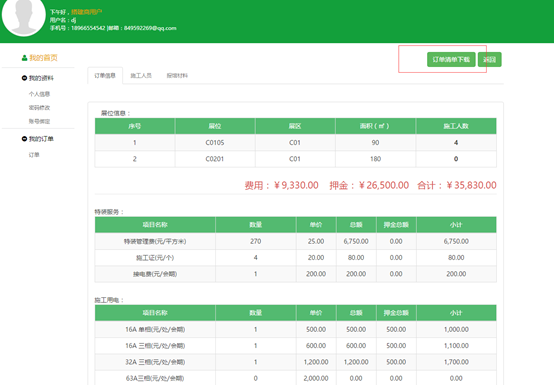 下午好，搭建商用户
用户名：dj
手机号：18966554542 |邮箱：849592269@qq.com
我的首页
订单清单下载 返回
我的资料
订单信息 施工人员 报馆材料
个人信息
密码修改
账号绑定
我的订单
订单
展位信息：
序号 展位 展区 面积（㎡） 施工人数
1 C0105 C01 90 4
2 C0201 C01 180 0
费用：￥9,330.00 押金：￥26,500.00 合计：￥35,830.00
特装服务：
项目名称 数量 单价 总额 押金总额 小计
特装管理费(元/平方米) 270 25.00 6,750.00 0.00 6,750.00
施工证(元/个) 4 20.00 80.00 0.00 80.00
接电费(元/会期) 1 200.00 200.00 0.00 200.00
施工用电：
项目名称 数量 单价 总额 押金总额 小计
16A 单相(元/处/会期) 1 500.00 500.00 500.00 1,000.00
16A 三相(元/处/会期) 1 600.00 600.00 500.00 1,100.00
32A 三相(元/处/会期) 1 1,200.00 1,200.00 500.00 1,700.00
63A三相(元/处/会期) 0 2,000.00 0.00 0.00 0.00